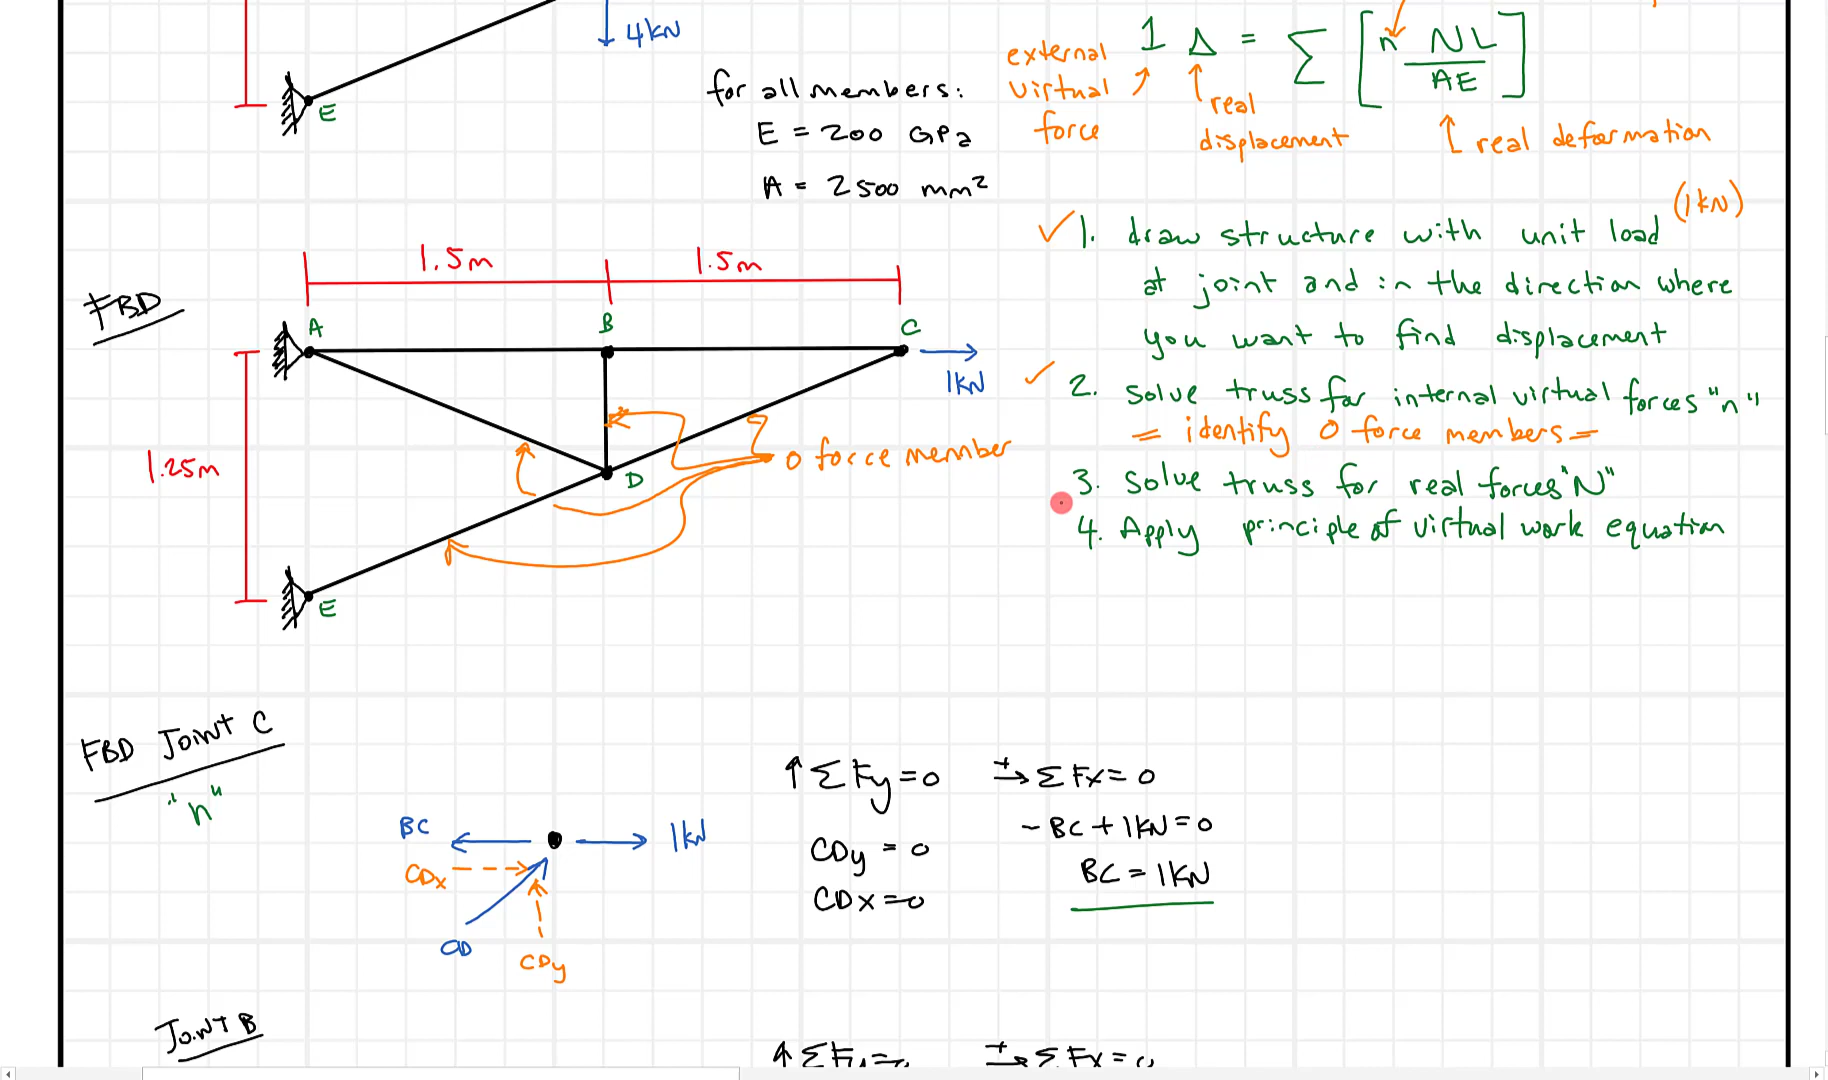 4kN
E
for all members:
E = 200 GPa
A = 2500 mm²
external
virtual
force
1 Δ = Σ [ n NL / AE ]
real
displacement
real deformation
(1kN)
1. draw structure with unit load
at joint and in the direction where
you want to find displacement
2. solve truss for internal virtual forces "n"
= identify 0 force members =
3. solve truss for real forces "N"
4. Apply principle of virtual work equation
FBD
1.5m
1.5m
A
B
C
1kN
1.25m
D
0 force member
E
FBD Joint C
"n"
BC
1kN
CDx
CD
CDy
↑ΣFy=0
CDy = 0
CDx=0
→+ ΣFx=0
-BC+1kN=0
BC=1kN
Joint B
→+ ΣFx=0